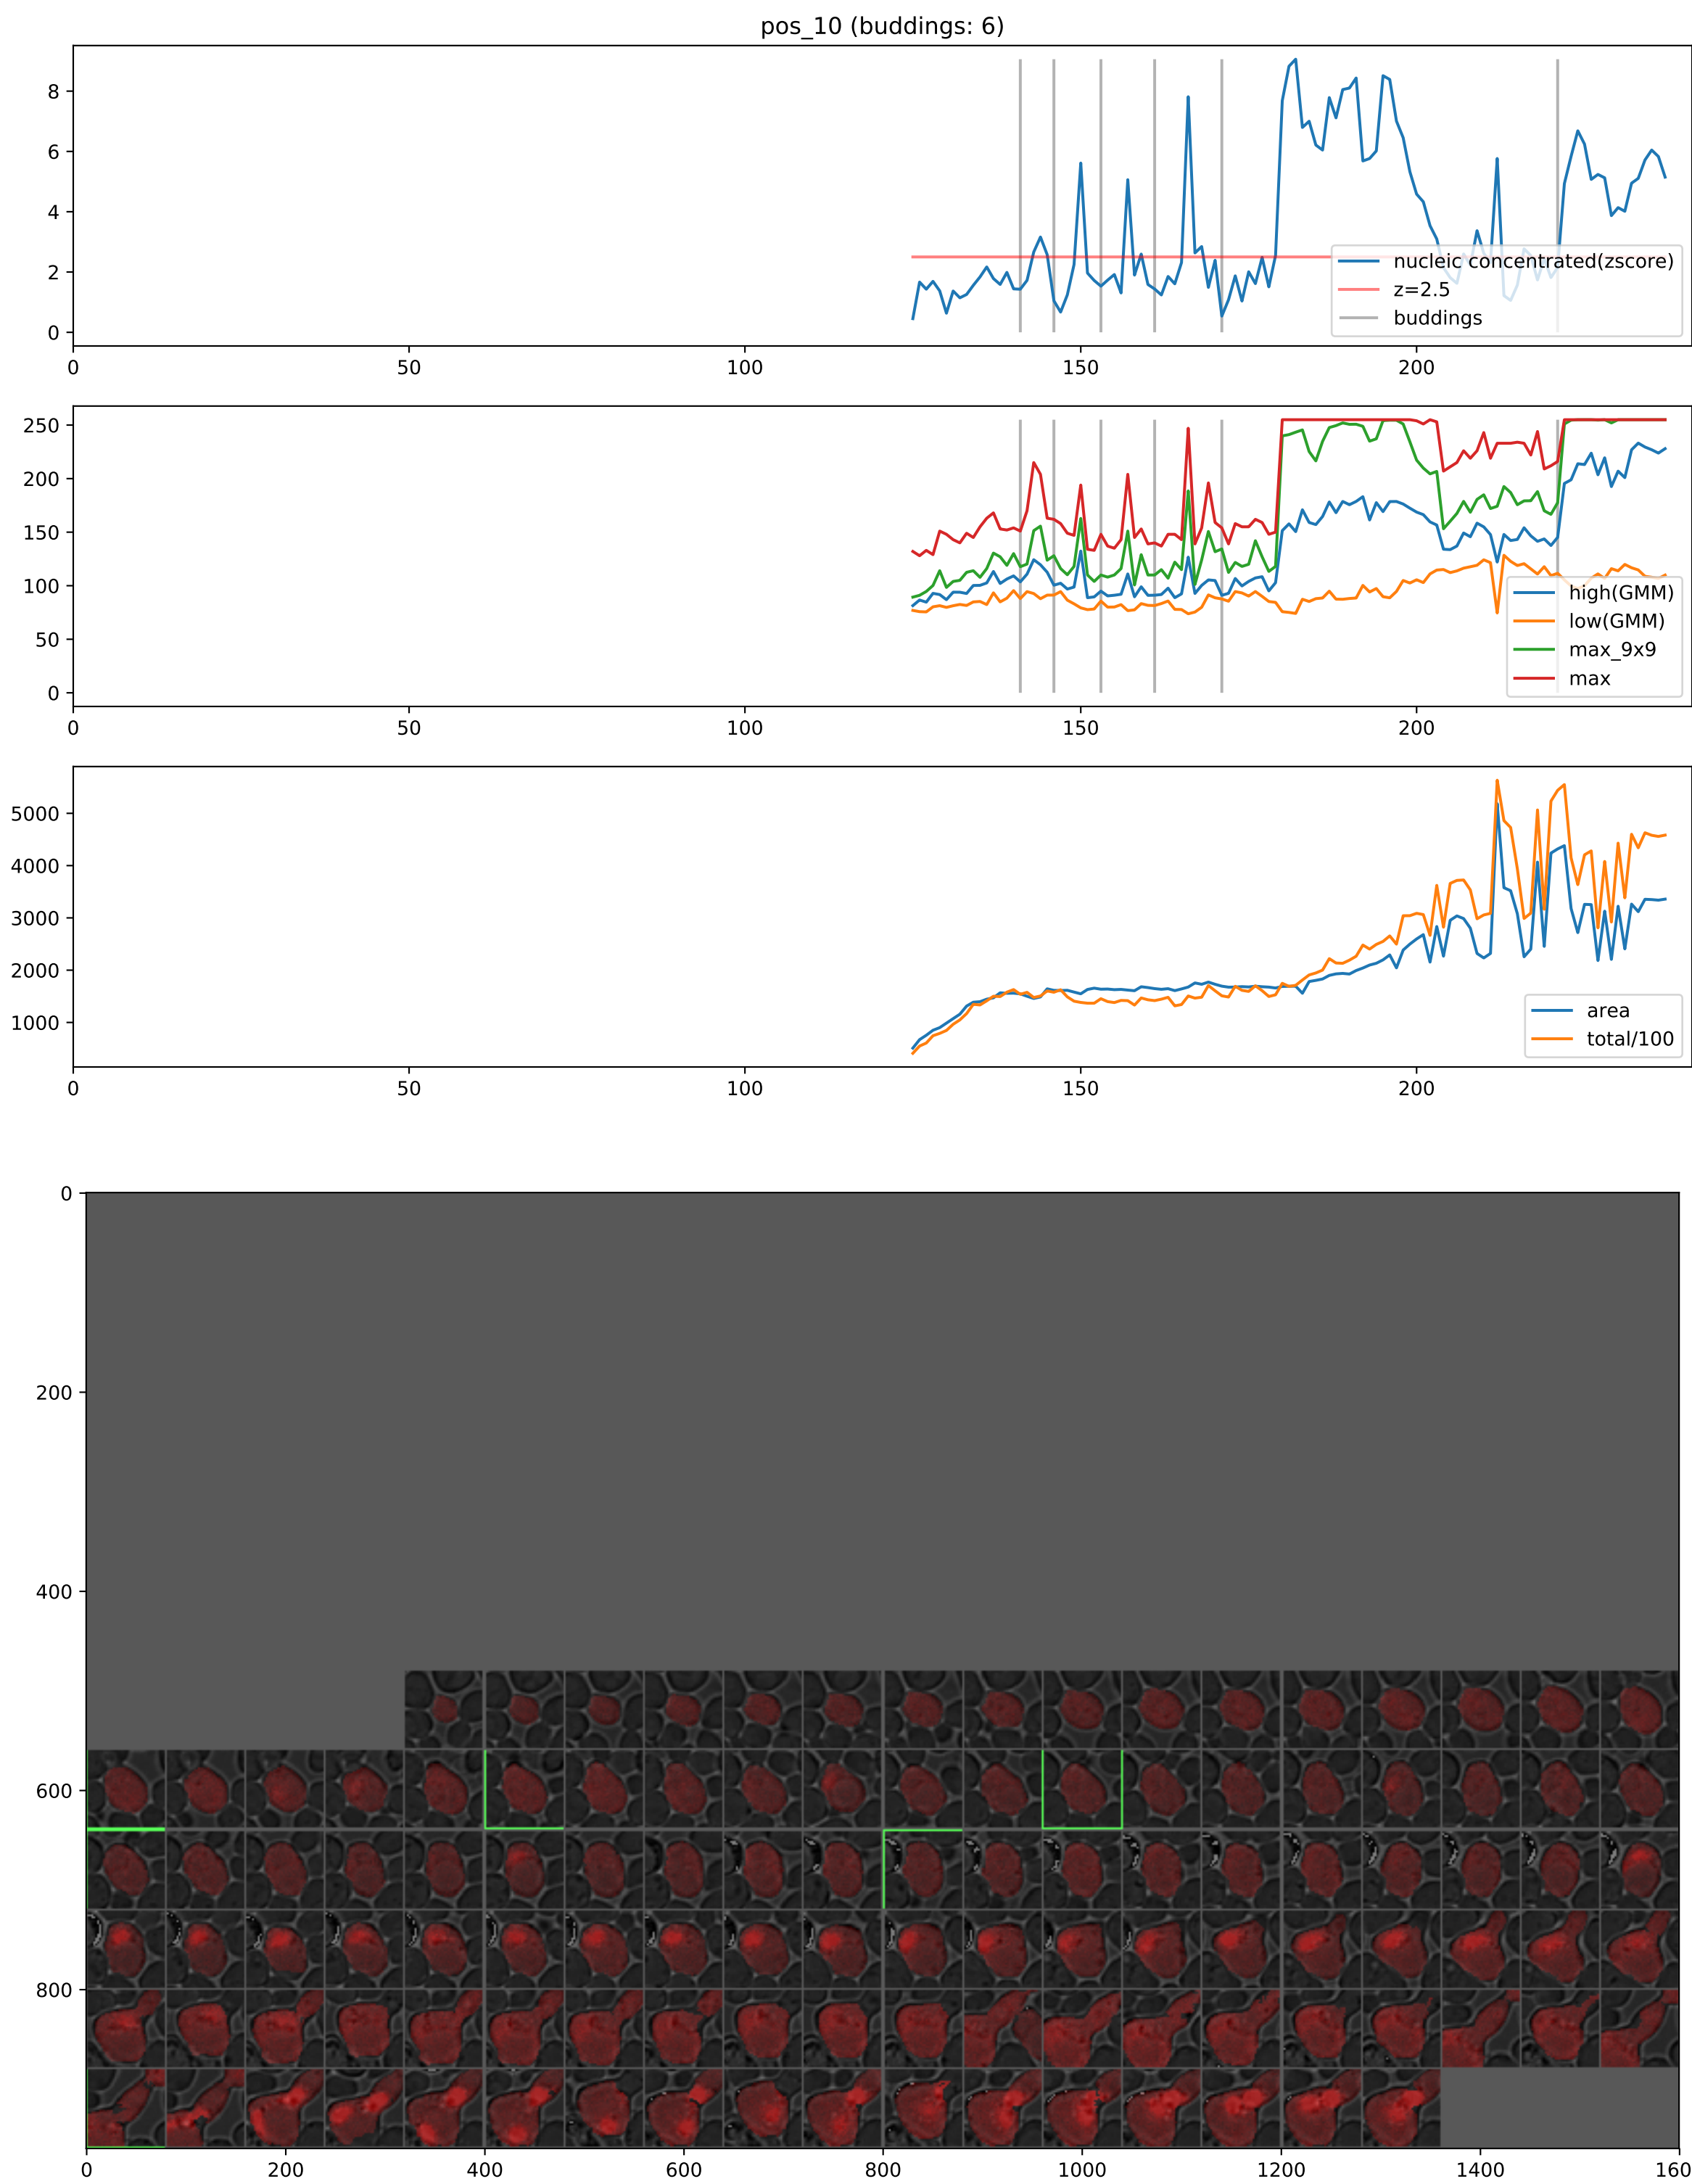 pos_10 (buddings: 6)
8
6
4
2
0
nucleic concentrated(zscore)
z=2.5
buddings
0 50 100 150 200
250
200
150
100
50
0
high(GMM)
low(GMM)
max_9x9
max
0 50 100 150 200
5000
4000
3000
2000
1000
area
total/100
0 50 100 150 200
0
200
400
600
800
0 200 400 600 800 1000 1200 1400 160